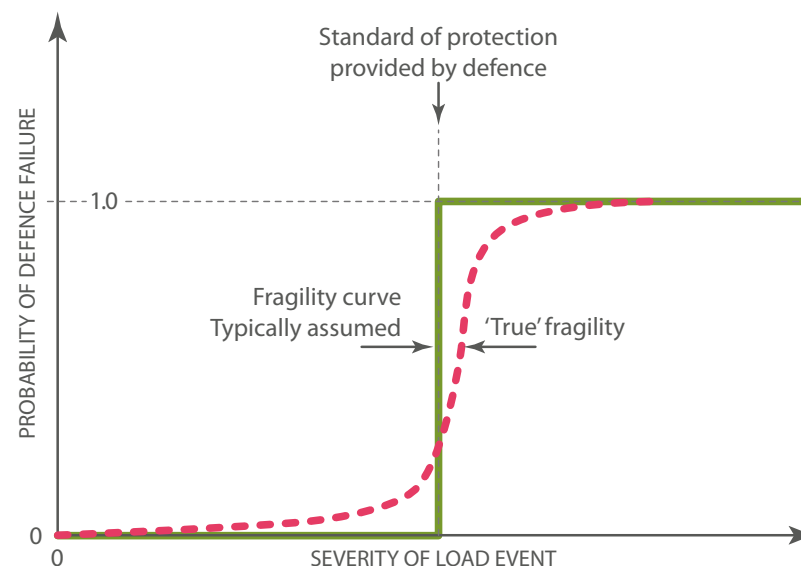 Standard of protection
provided by defence
PROBABILITY OF DEFENCE FAILURE
1.0
Fragility curve
Typically assumed
‘True’ fragility
0
0
SEVERITY OF LOAD EVENT